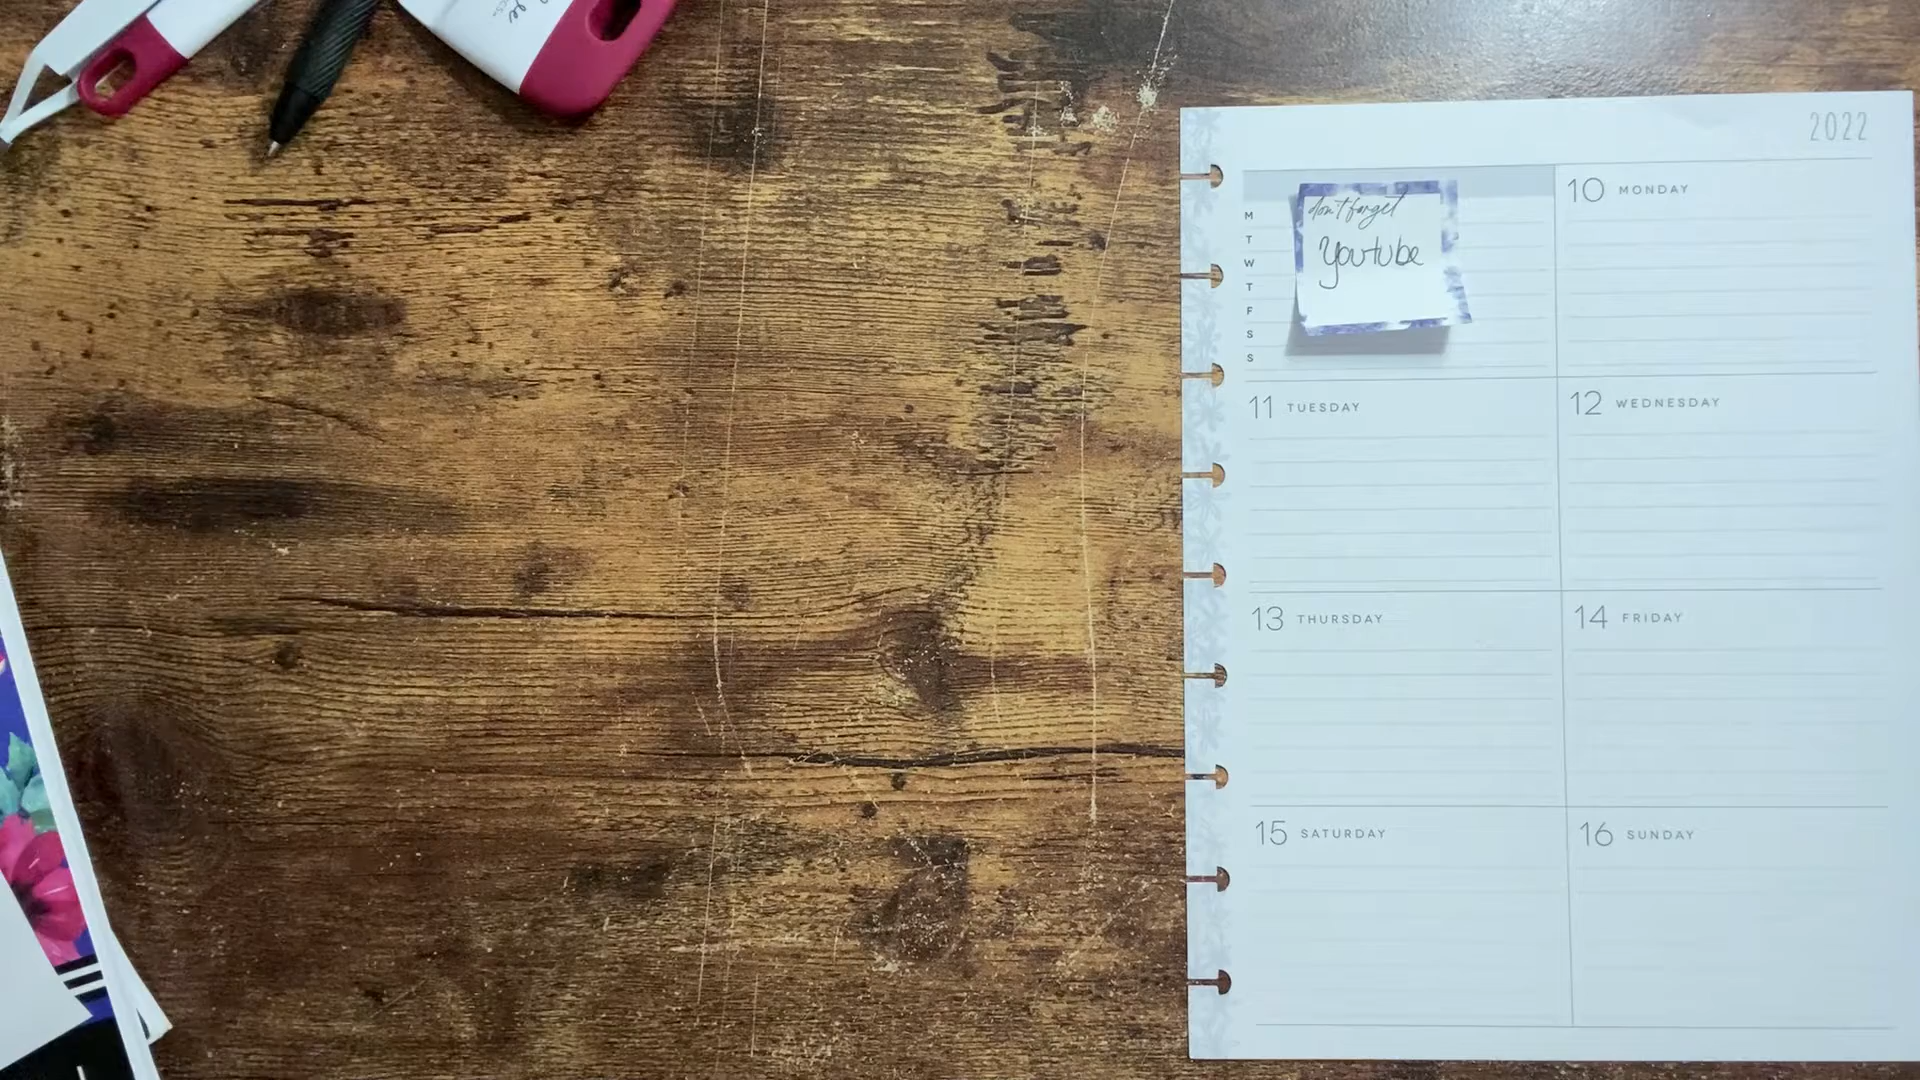 2022
M
T
W
T
F
S
S
don't forget
Youtube
10 MONDAY
11 TUESDAY
12 WEDNESDAY
13 THURSDAY
14 FRIDAY
15 SATURDAY
16 SUNDAY